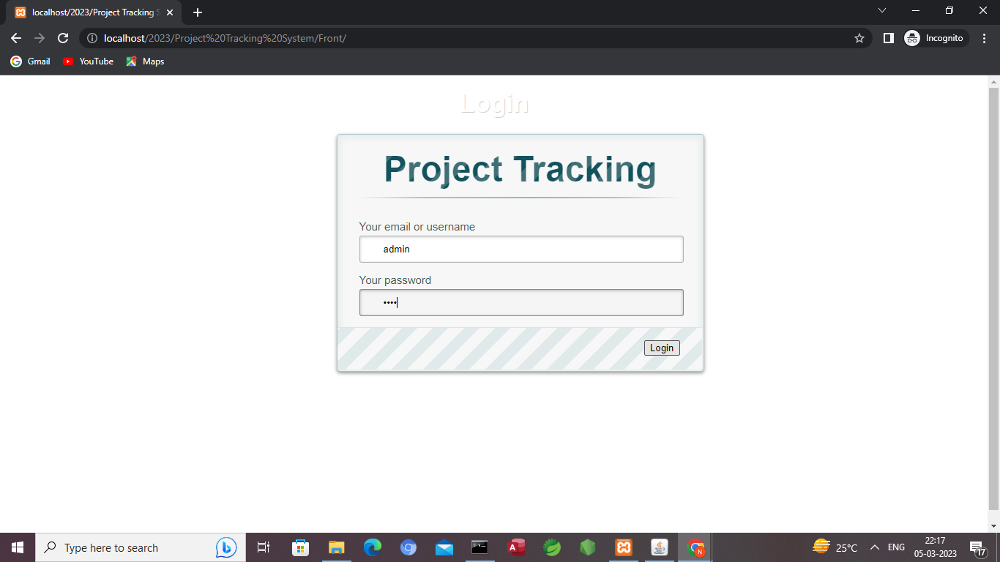 localhost/2023/Project Tracking S
localhost/2023/Project%20Tracking%20System/Front/
Incognito
Gmail
YouTube
Maps
Login
Project Tracking
Your email or username
admin
Your password
••••
Login
Type here to search
25°C
ENG
22:17
05-03-2023
17